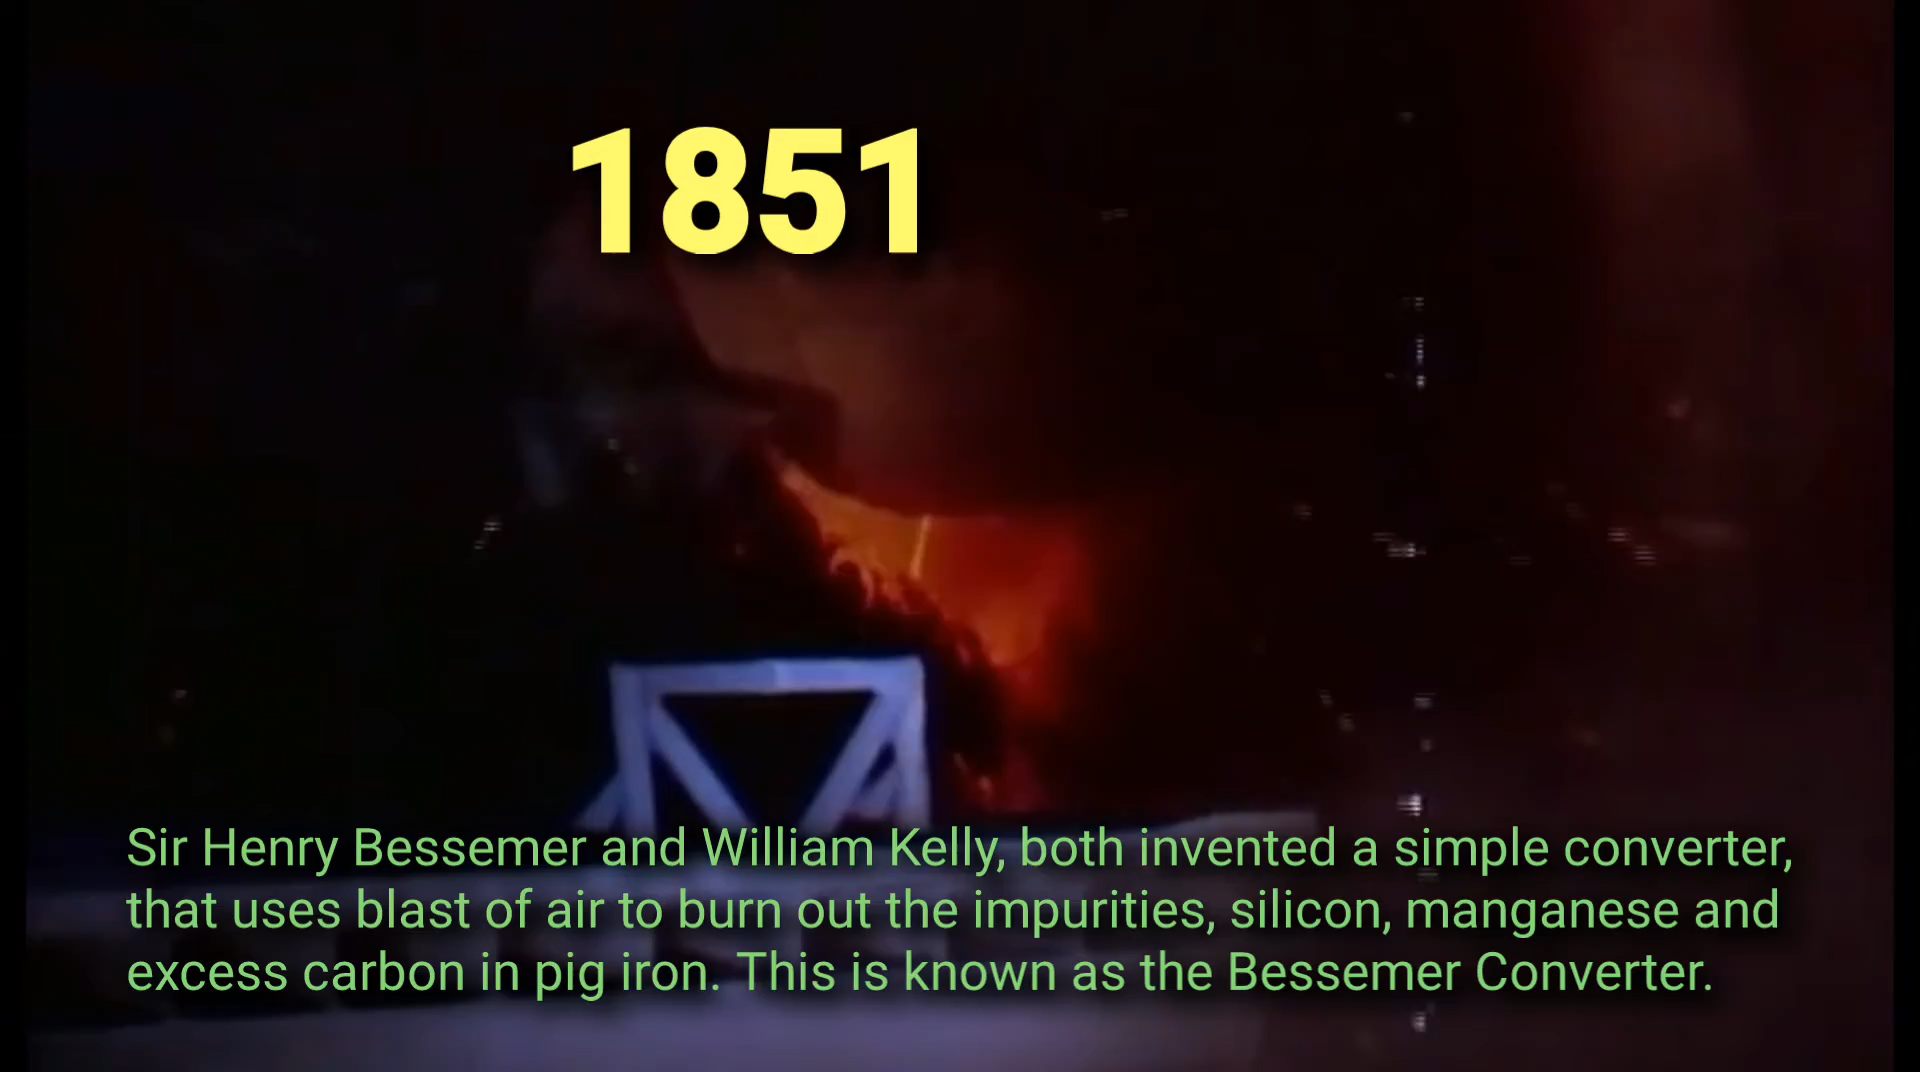 1851
Sir Henry Bessemer and William Kelly, both invented a simple converter,
that uses blast of air to burn out the impurities, silicon, manganese and
excess carbon in pig iron. This is known as the Bessemer Converter.